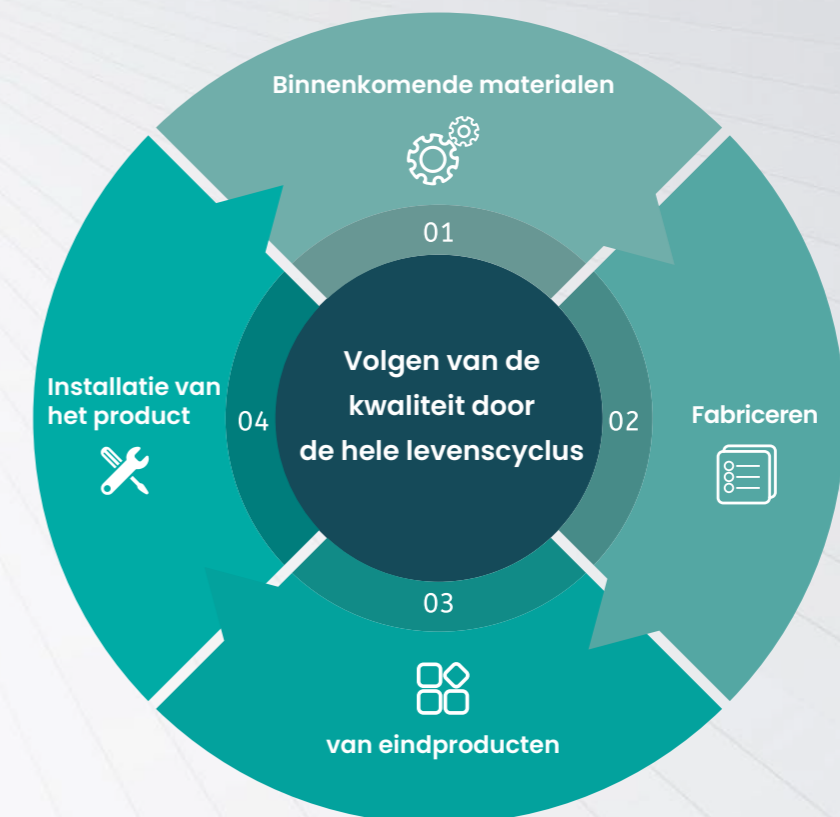 Binnenkomende materialen
01
Volgen van de
kwaliteit door
de hele levenscyclus
02
Fabriceren
03
van eindproducten
04
Installatie van
het product